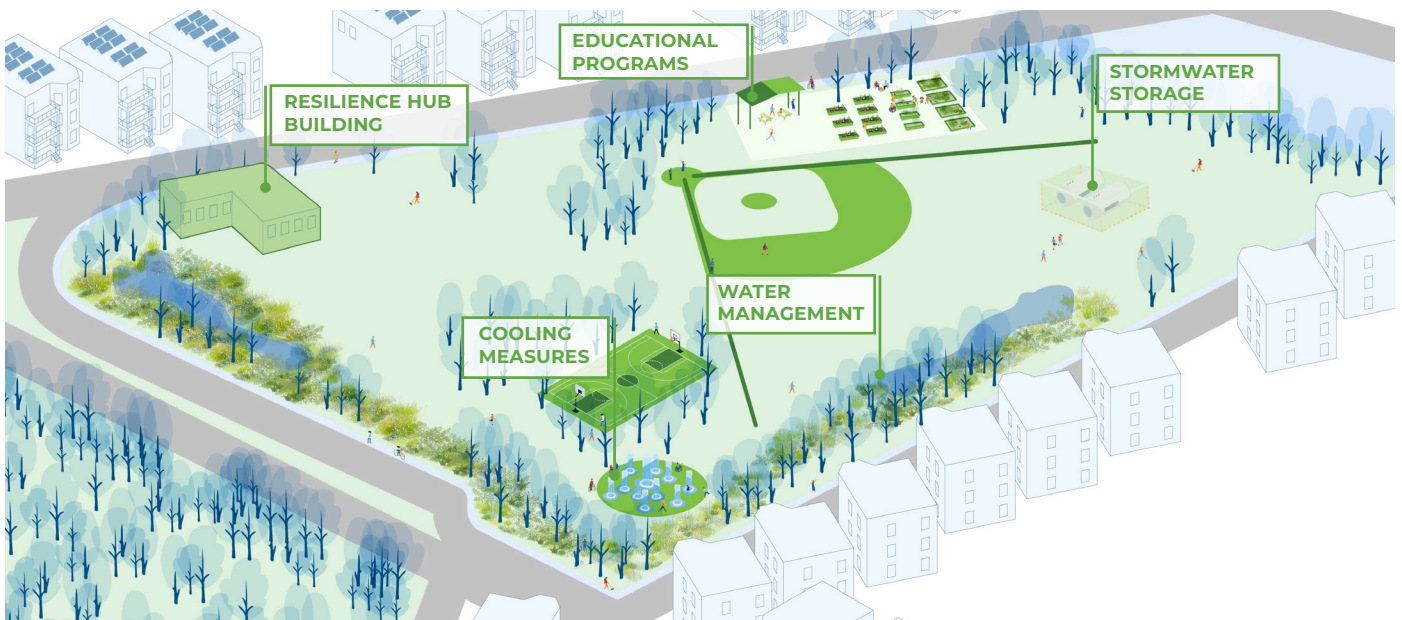 EDUCATIONAL
PROGRAMS
STORMWATER
STORAGE
RESILIENCE HUB
BUILDING
WATER
MANAGEMENT
COOLING
MEASURES